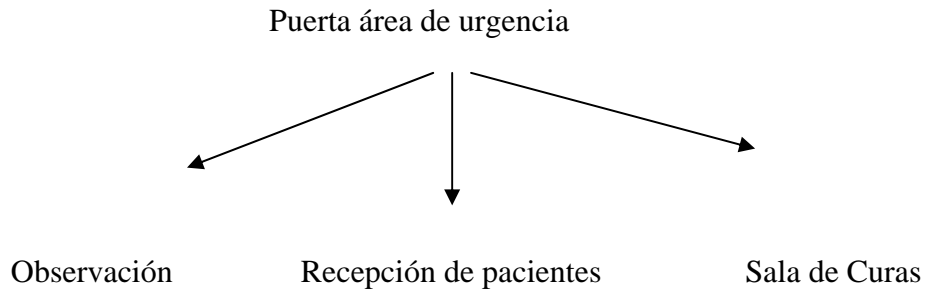 Puerta área de urgencia
Observación Recepción de pacientes Sala de Curas